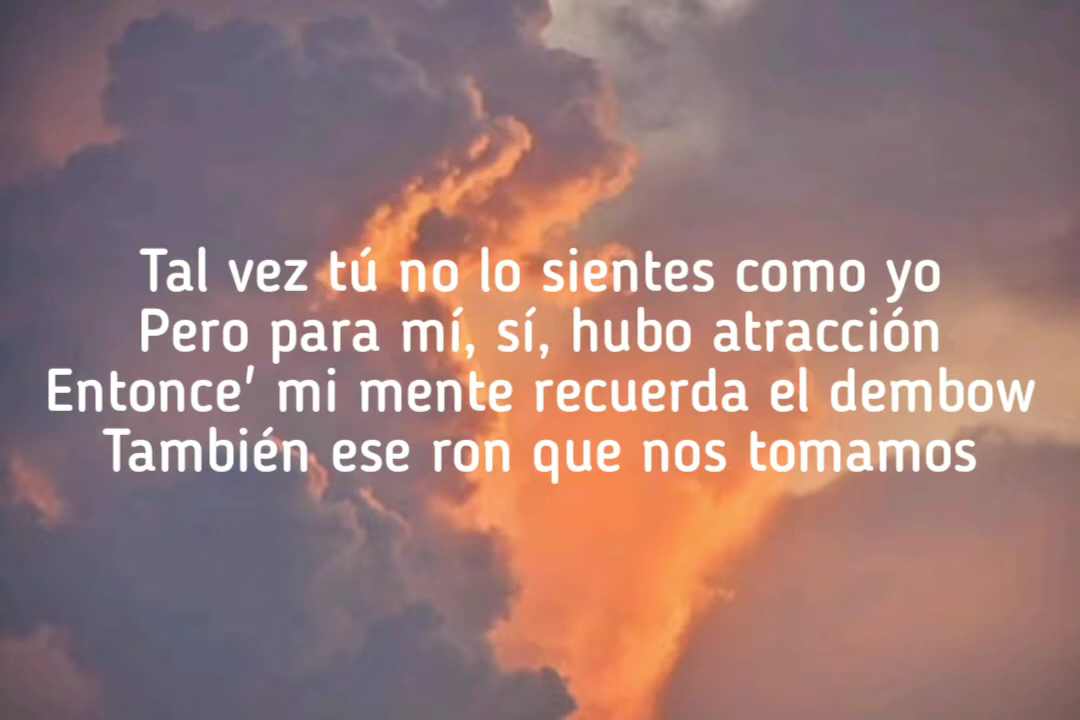 Tal vez tú no lo sientes como yo
Pero para mí, sí, hubo atracción
Entonce' mi mente recuerda el dembow
También ese ron que nos tomamos